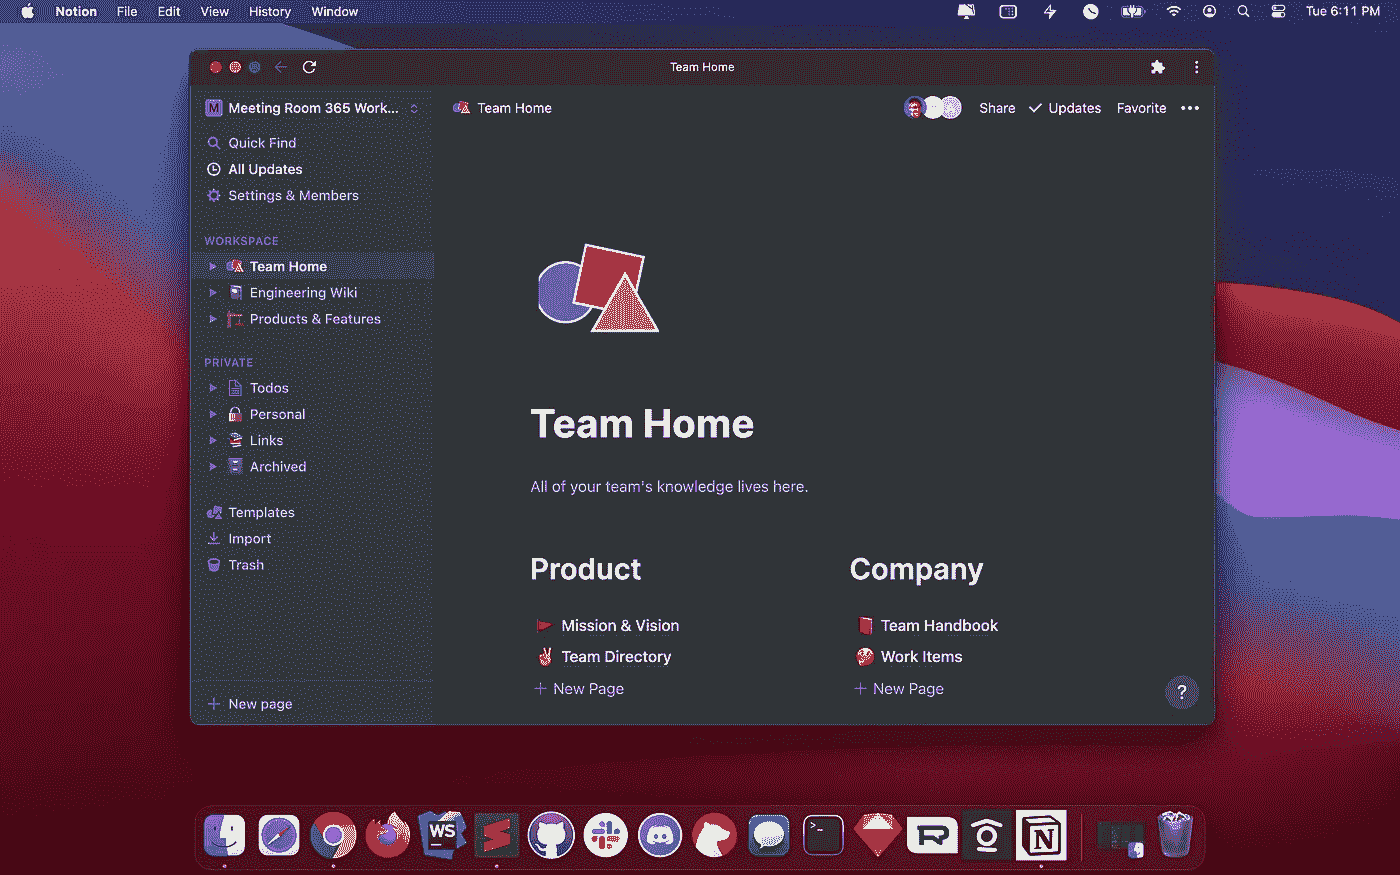 Notion File Edit View History Window Tue 6:11 PM
Team Home
M Meeting Room 365 Work...
Team Home Share Updates Favorite
Quick Find
All Updates
Settings & Members
WORKSPACE
Team Home
Engineering Wiki
Products & Features
PRIVATE
Todos
Personal
Links
Archived
Templates
Import
Trash
New page
Team Home
All of your team's knowledge lives here.
Product
Mission & Vision
Team Directory
New Page
Company
Team Handbook
Work Items
New Page
?
WS
N